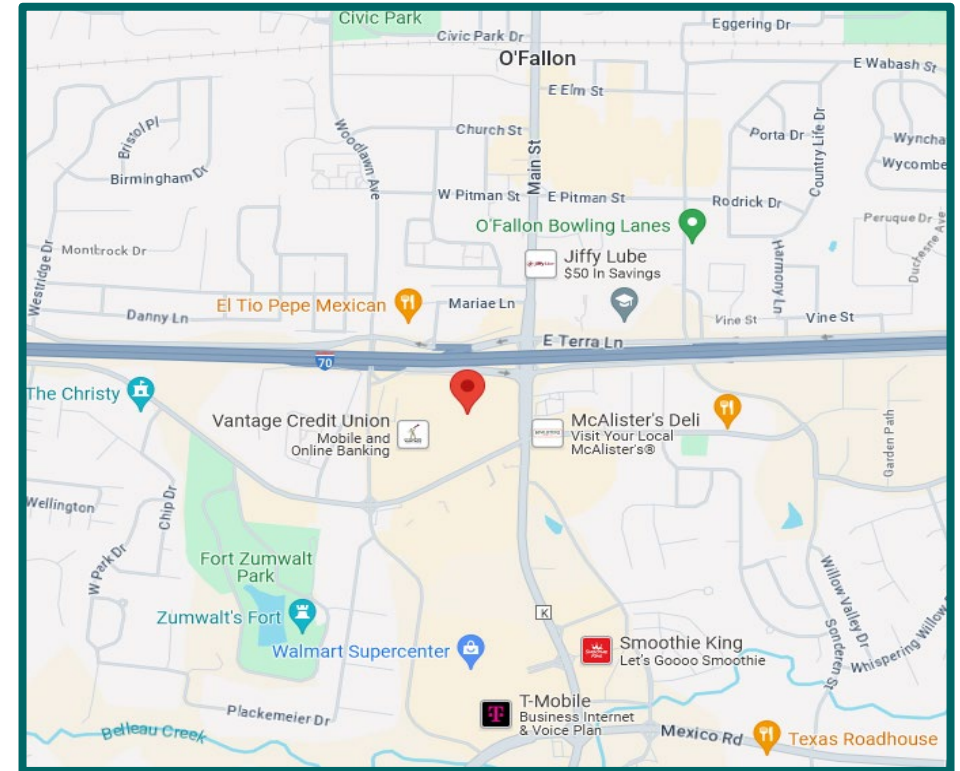 Civic Park
Eggering Dr
Civic Park Dr
O'Fallon
E Wabash St
E Elm St
Bristol Pl
Woodlawn Ave
Church St
Main St
Porta Dr
Country Life Dr
Wyncha
Birmingham Dr
Wycombe
W Pitman St
E Pitman St
Rodrick Dr
O'Fallon Bowling Lanes
Peruque Dr
Duchesne Ave
Westridge Dr
Montbrock Dr
Jiffy Lube
$50 In Savings
Harmony Ln
El Tio Pepe Mexican
Mariae Ln
Danny Ln
Vine St
Vine St
E Terra Ln
70
The Christy
Vantage Credit Union
Mobile and
Online Banking
McAlister's Deli
Visit Your Local
McAlister's®
Garden Path
Wellington
Chip Dr
Fort Zumwalt
Park
W Park Dr
Willow Valley Dr
Zumwalt's Fort
K
Sonderen St
Whispering Willow
Walmart Supercenter
Smoothie King
Let's Goooo Smoothie
T-Mobile
Business Internet
& Voice Plan
Plackemeier Dr
Belleau Creek
Mexico Rd
Texas Roadhouse